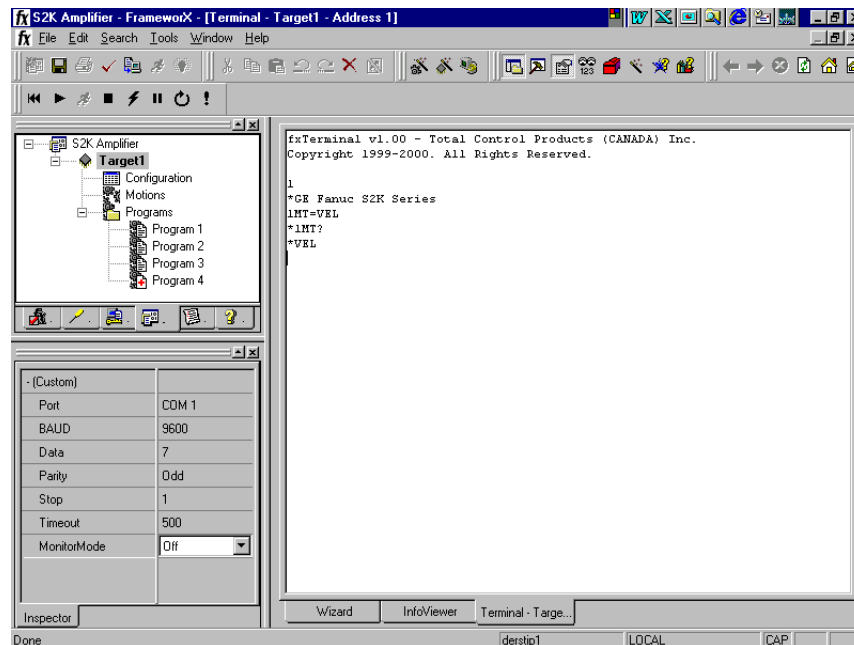 S2K Amplifier - FrameworX - [Terminal - Target1 - Address 1]
File Edit Search Tools Window Help
S2K Amplifier
Target1
Configuration
Motions
Programs
Program 1
Program 2
Program 3
Program 4
- (Custom)
Port COM 1
BAUD 9600
Data 7
Parity Odd
Stop 1
Timeout 500
MonitorMode Off
Inspector
fxTerminal v1.00 - Total Control Products (CANADA) Inc.
Copyright 1999-2000. All Rights Reserved.
1
*GE Fanuc S2K Series
1MT=VEL
*1MT?
*VEL
Wizard InfoViewer Terminal - Targe...
Done derstip1 LOCAL CAP